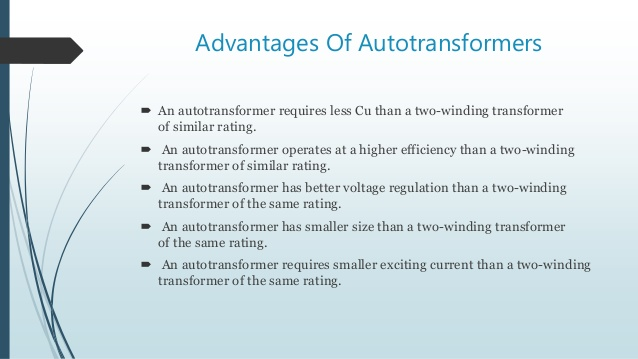 Advantages Of Autotransformers
An autotransformer requires less Cu than a two-winding transformer
of similar rating.
An autotransformer operates at a higher efficiency than a two-winding
transformer of similar rating.
An autotransformer has better voltage regulation than a two-winding
transformer of the same rating.
An autotransformer has smaller size than a two-winding transformer
of the same rating.
An autotransformer requires smaller exciting current than a two-winding
transformer of the same rating.